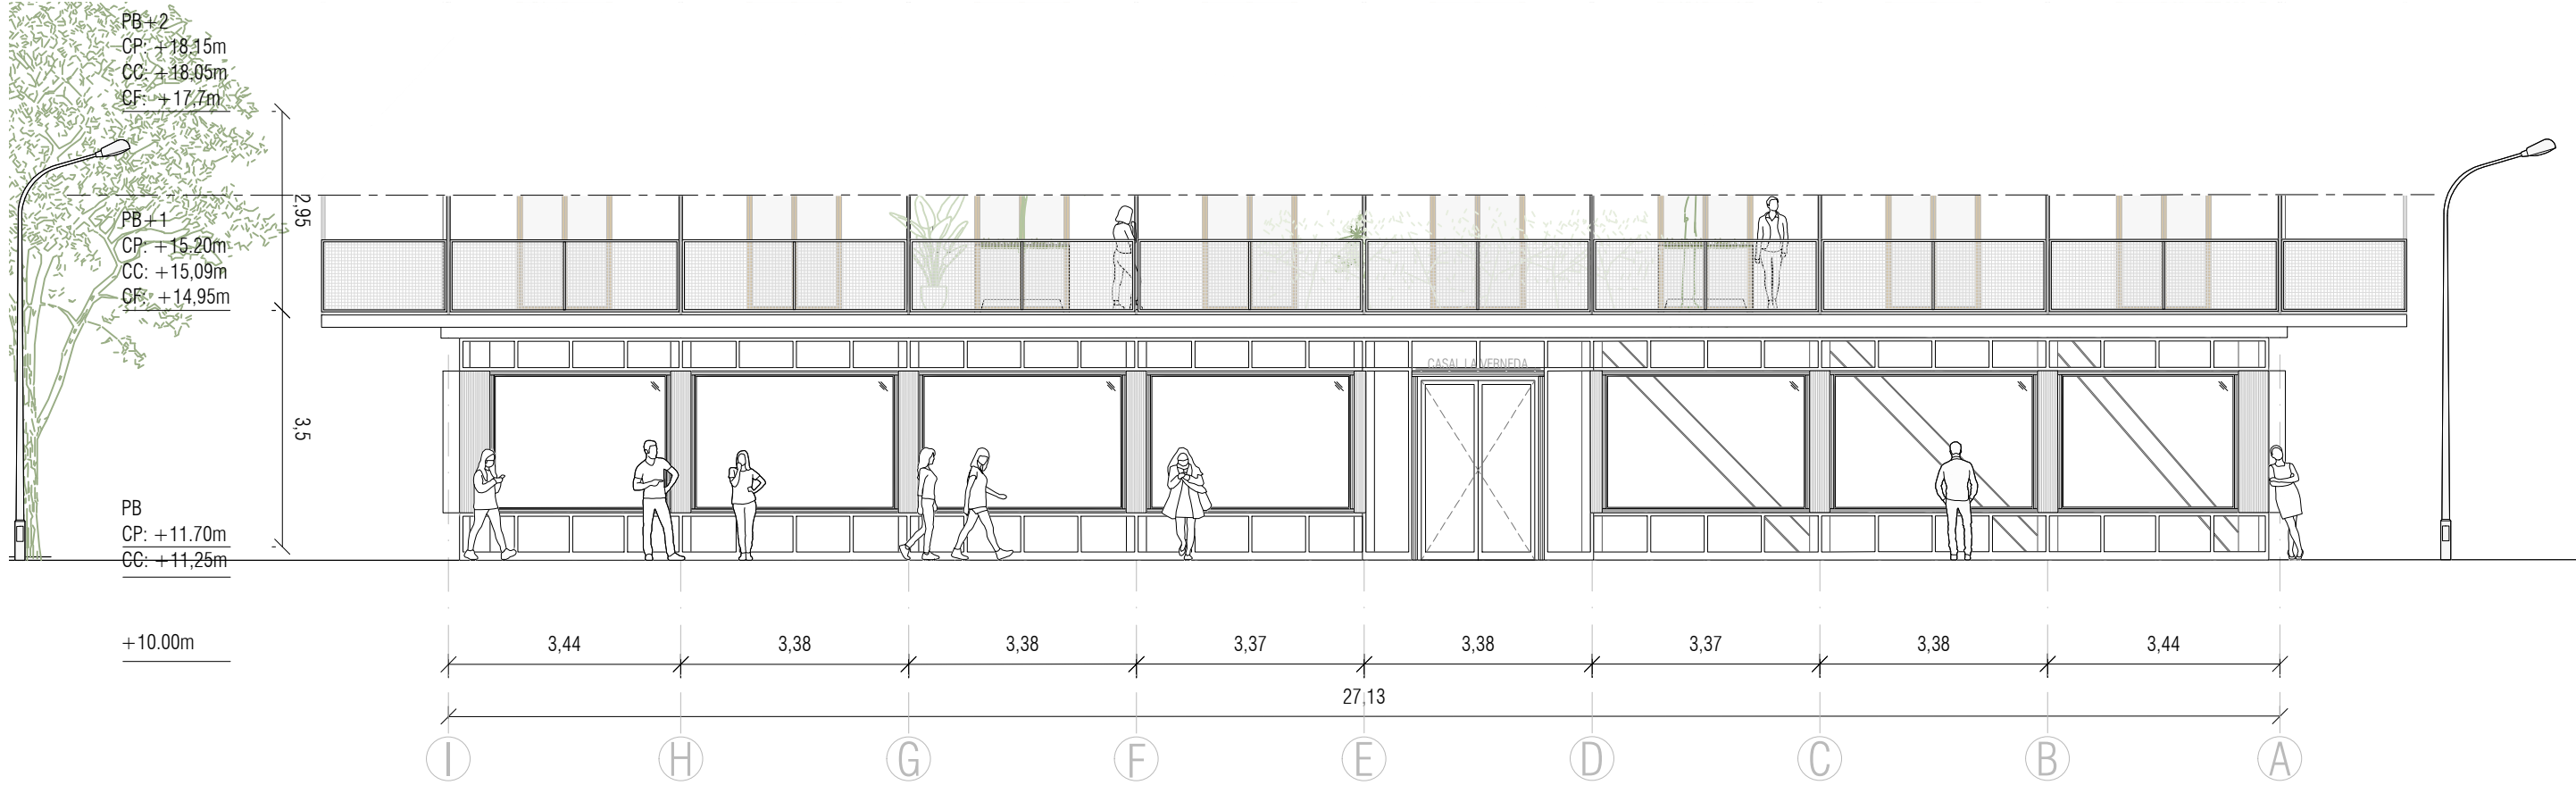 PB+2
CP: +18.15m
CC: +18,05m
CF: +17,7m
2,95
PB+1
CP: +15.20m
CC: +15,09m
CF: +14,95m
CASAL LA VERNEDA
3,5
PB
CP: +11.70m
CC: +11,25m
+10.00m
3,44 3,38 3,38 3,37 3,38 3,37 3,38 3,44
27,13
I H G F E D C B A